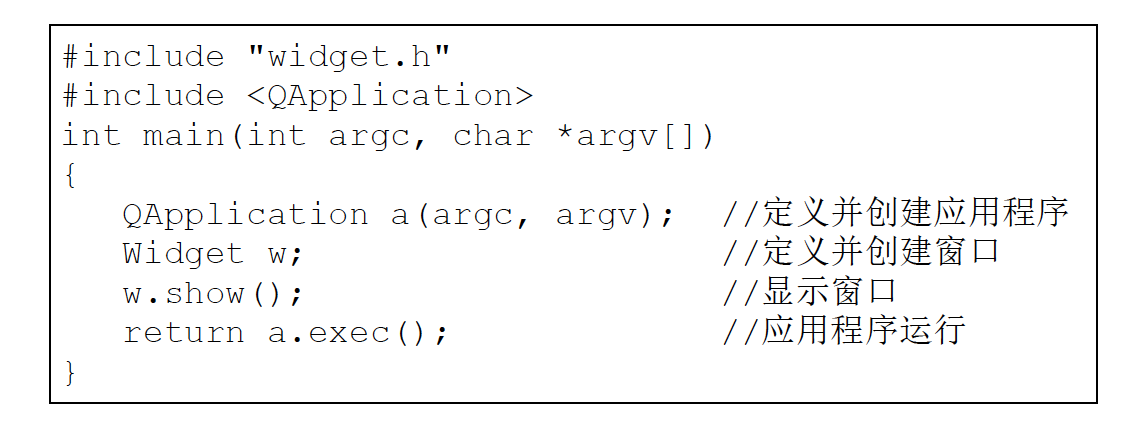 #include "widget.h"
#include <QApplication>
int main(int argc, char *argv[])
{
   QApplication a(argc, argv);  //定义并创建应用程序
   Widget w;                    //定义并创建窗口
   w.show();                    //显示窗口
   return a.exec();             //应用程序运行
}